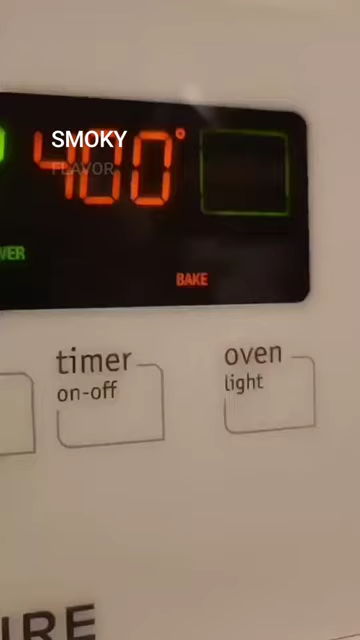 SMOKY
400°
FLAVOR
BAKE
timer
on-off
oven
light